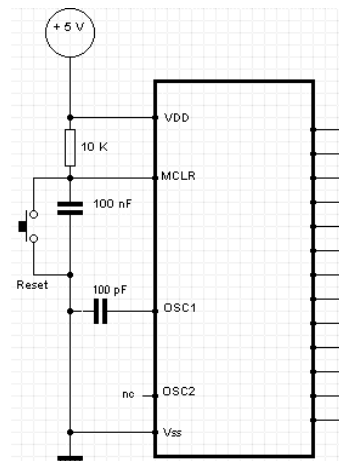 + 5 V
VDD
10 K
MCLR
100 nF
Reset
100 pF
OSC1
nc
OSC2
Vss